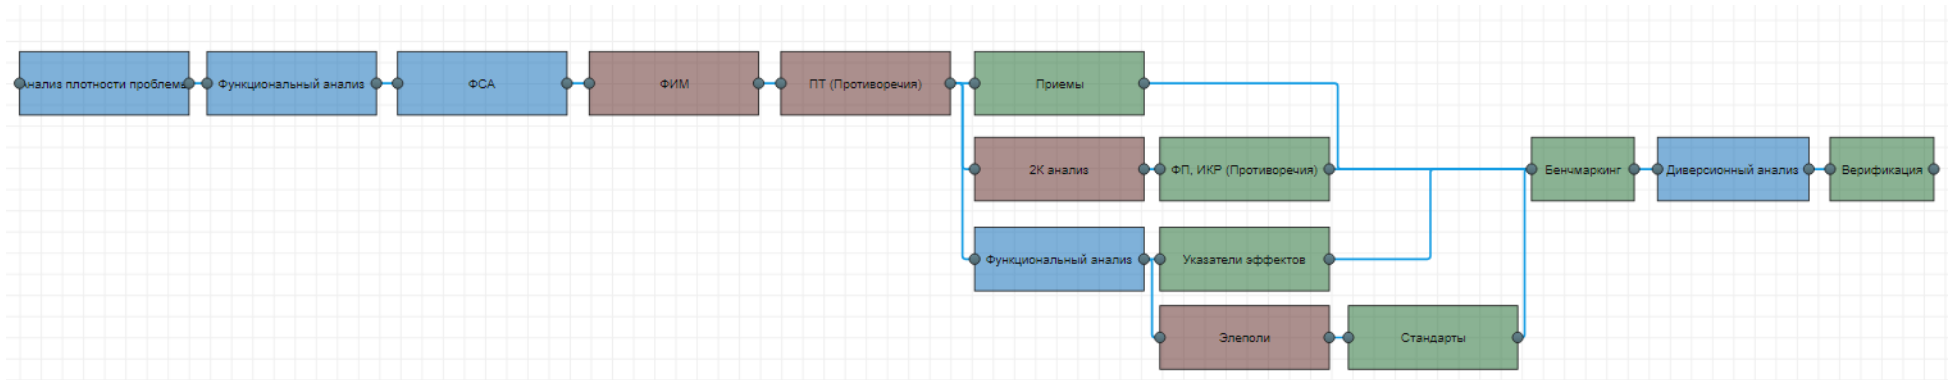 нализ плотности проблемы
Функциональный анализ
ФСА
ФИМ
ПТ (Противоречия)
Приемы
2К анализ
ФП, ИКР (Противоречия)
Бенчмаркинг
Диверсионный анализ
Верификация
Функциональный анализ
Указатели эффектов
Элеполи
Стандарты